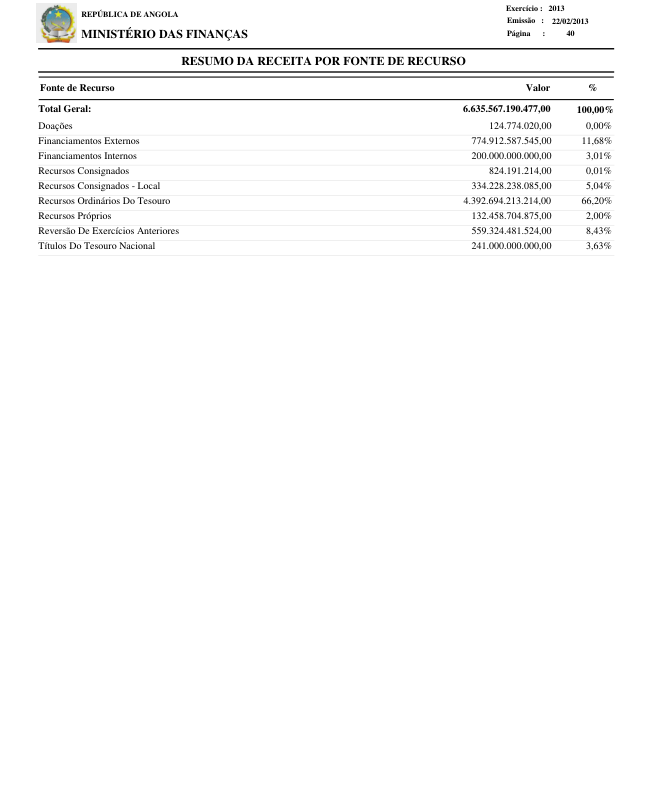 REPÚBLICA DE ANGOLA
MINISTÉRIO DAS FINANÇAS
Exercício : 2013
Emissão : 22/02/2013
Página : 40
RESUMO DA RECEITA POR FONTE DE RECURSO
Fonte de Recurso Valor %
Total Geral: 6.635.567.190.477,00 100,00%
Doações 124.774.020,00 0,00%
Financiamentos Externos 774.912.587.545,00 11,68%
Financiamentos Internos 200.000.000.000,00 3,01%
Recursos Consignados 824.191.214,00 0,01%
Recursos Consignados - Local 334.228.238.085,00 5,04%
Recursos Ordinários Do Tesouro 4.392.694.213.214,00 66,20%
Recursos Próprios 132.458.704.875,00 2,00%
Reversão De Exercícios Anteriores 559.324.481.524,00 8,43%
Títulos Do Tesouro Nacional 241.000.000.000,00 3,63%